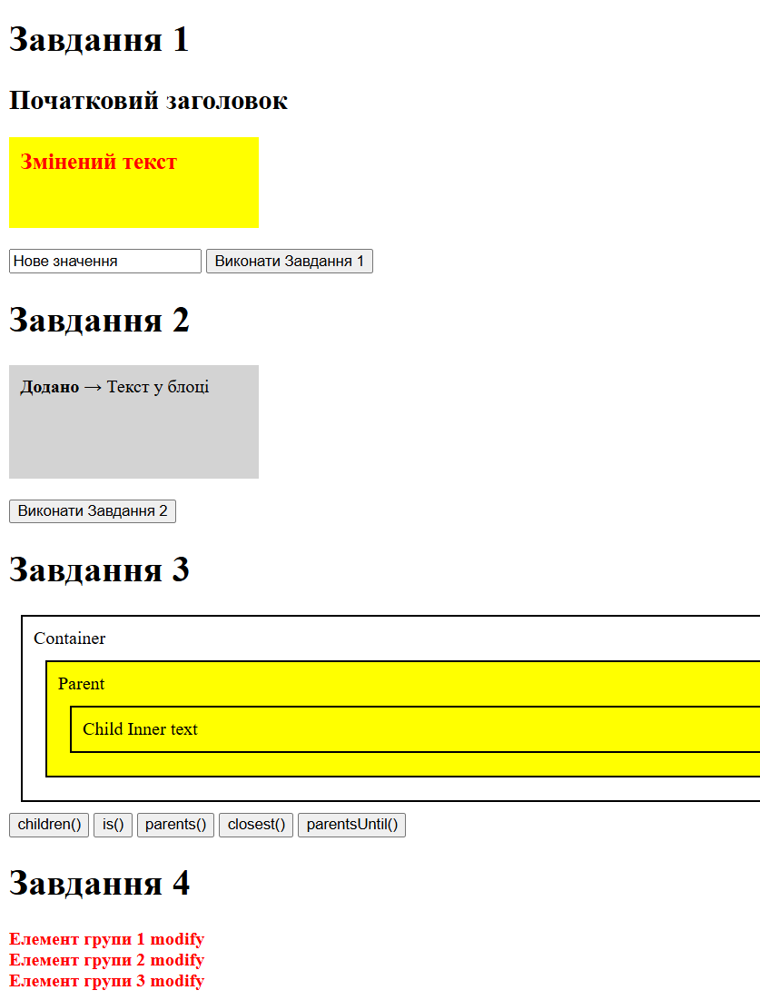 Завдання 1
Початковий заголовок
Змінений текст
Нове значення Виконати Завдання 1
Завдання 2
Додано → Текст у блоці
Виконати Завдання 2
Завдання 3
Container
Parent
Child Inner text
children() is() parents() closest() parentsUntil()
Завдання 4
Елемент групи 1 modify
Елемент групи 2 modify
Елемент групи 3 modify